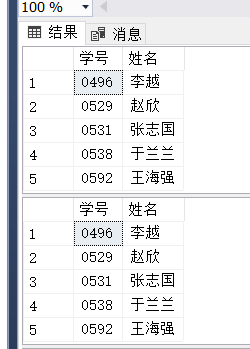 100 %
结果 消息
学号 姓名
1 0496 李越
2 0529 赵欣
3 0531 张志国
4 0538 于兰兰
5 0592 王海强
学号 姓名
1 0496 李越
2 0529 赵欣
3 0531 张志国
4 0538 于兰兰
5 0592 王海强